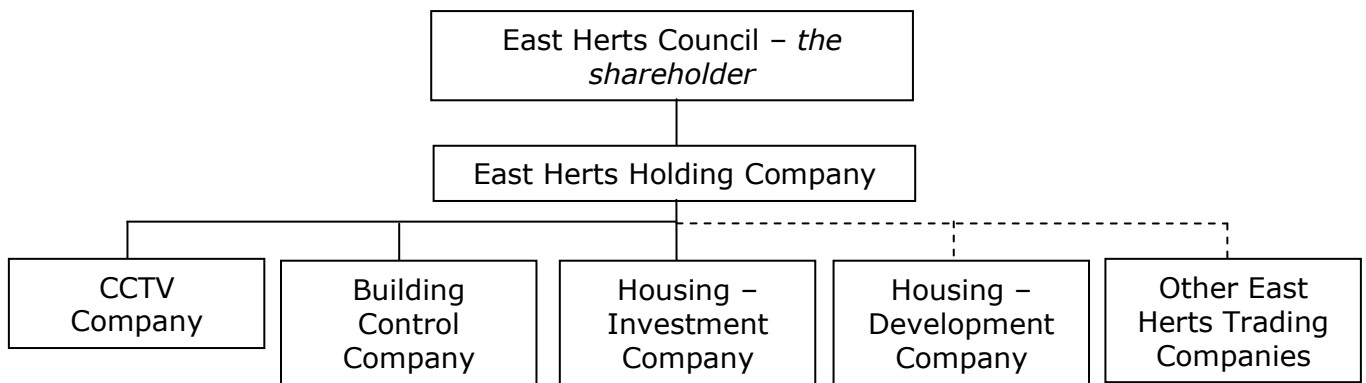 East Herts Council – the
shareholder
East Herts Holding Company
CCTV
Company
Building
Control
Company
Housing –
Investment
Company
Housing –
Development
Company
Other East
Herts Trading
Companies